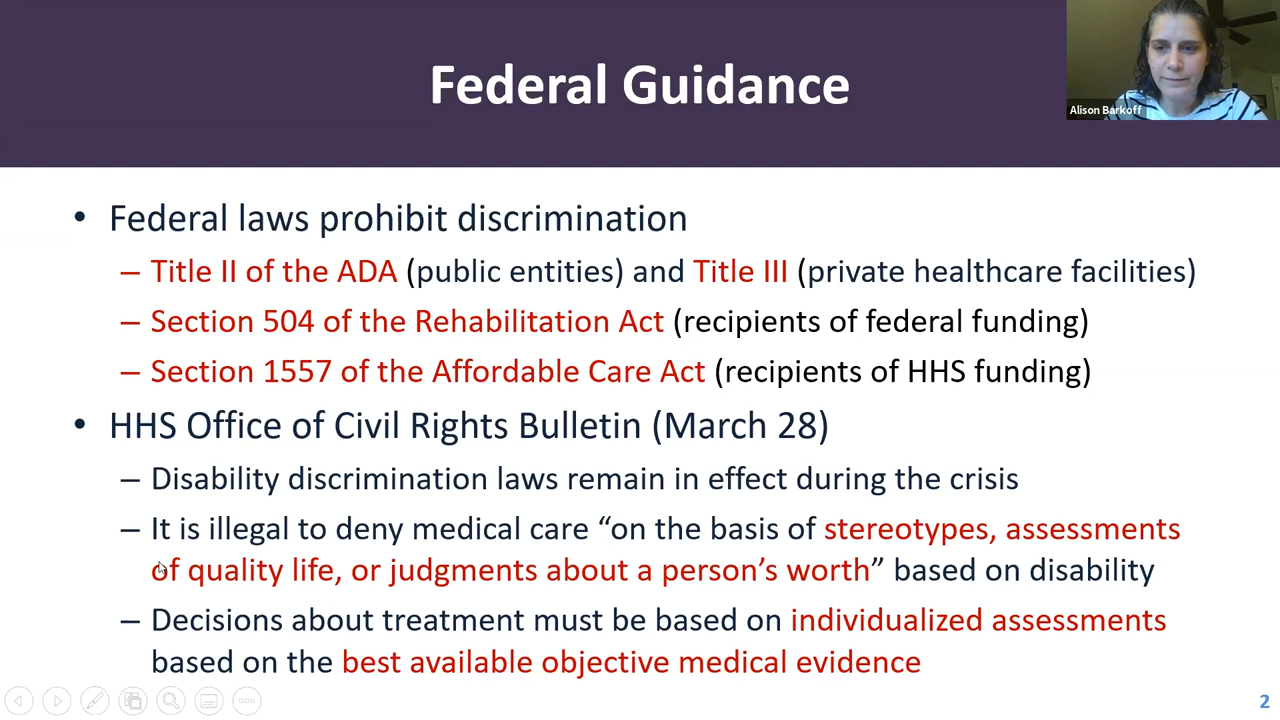 Federal Guidance
Alison Barkoff
• Federal laws prohibit discrimination
– Title II of the ADA (public entities) and Title III (private healthcare facilities)
– Section 504 of the Rehabilitation Act (recipients of federal funding)
– Section 1557 of the Affordable Care Act (recipients of HHS funding)
• HHS Office of Civil Rights Bulletin (March 28)
– Disability discrimination laws remain in effect during the crisis
– It is illegal to deny medical care “on the basis of stereotypes, assessments
of quality life, or judgments about a person’s worth” based on disability
– Decisions about treatment must be based on individualized assessments
based on the best available objective medical evidence
2